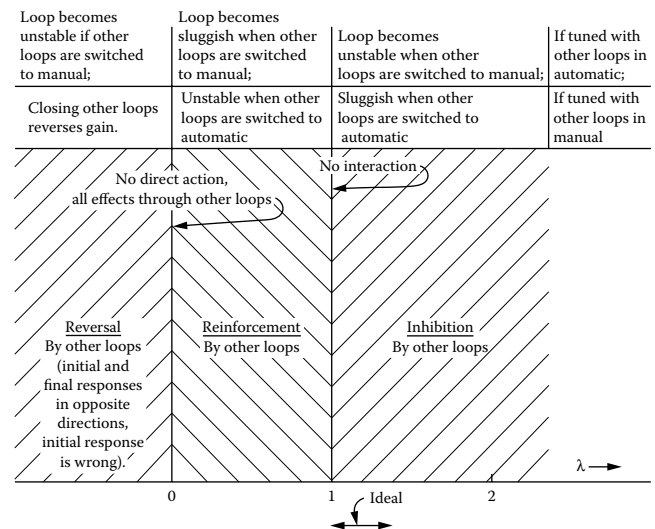 Loop becomes
unstable if other
loops are switched
to manual;
Loop becomes
sluggish when other
loops are switched
to manual;
Loop becomes
unstable when other
loops are switched to manual;
If tuned with
other loops in
automatic;
Closing other loops
reverses gain.
Unstable when other
loops are switched to
automatic
Sluggish when other
loops are switched to
automatic
If tuned with
other loops in
manual
No interaction
No direct action,
all effects through other loops
Reversal
By other loops
(initial and
final responses
in opposite
directions,
initial response
is wrong).
Reinforcement
By other loops
Inhibition
By other loops
λ
0
1
2
Ideal